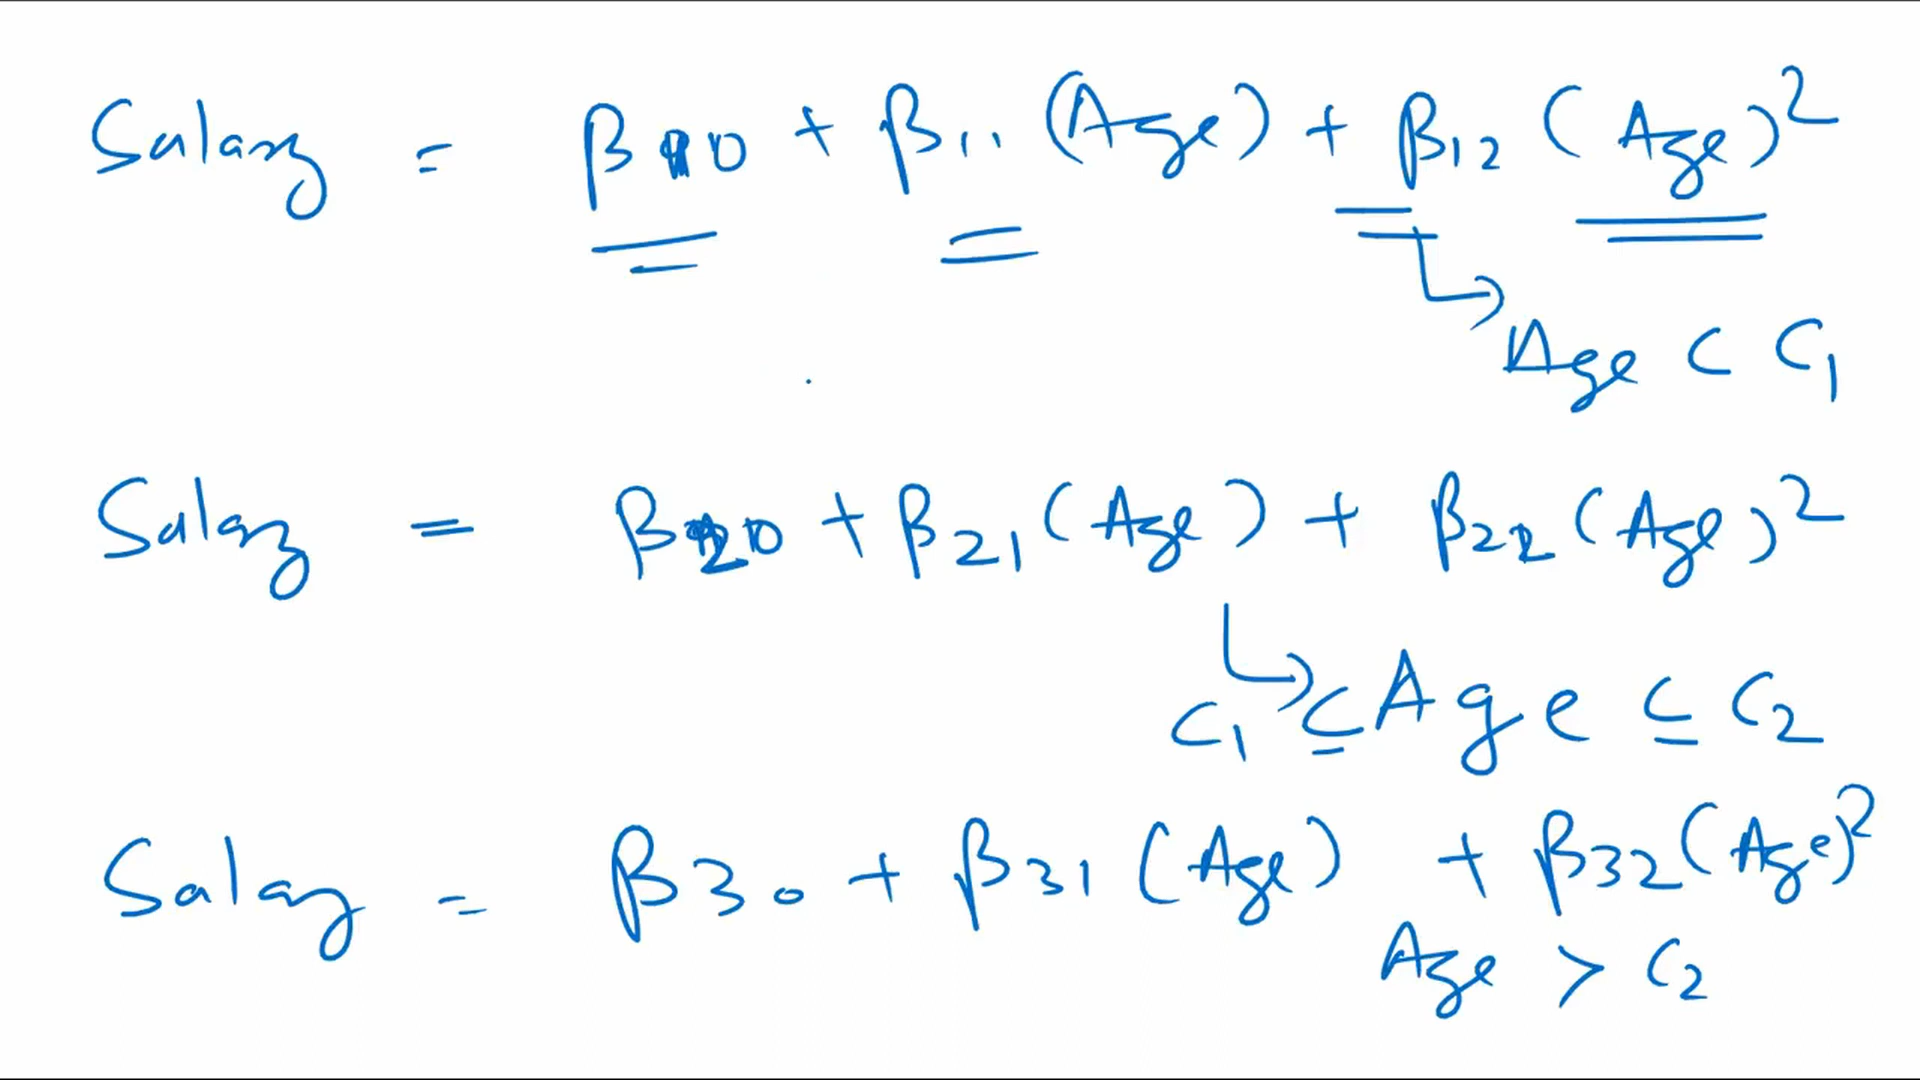 Salary = β10 + β11 (Age) + β12 (Age)²
Age < C1
Salary = β20 + β21 (Age) + β22 (Age)²
C1 ≤ Age ≤ C2
Salary = β30 + β31 (Age) + β32 (Age)²
Age > C2